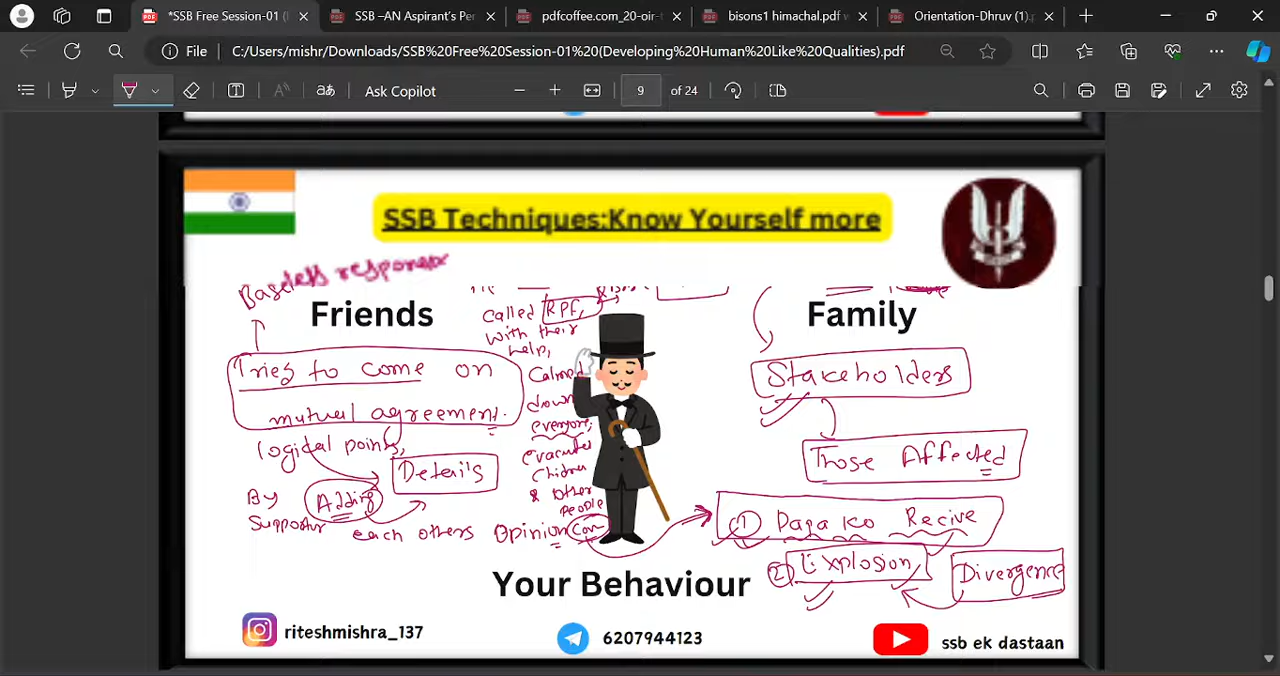 *SSB Free Session-01 (
SSB –AN Aspirant's Per
pdfcoffee.com_20-oir-t
bisons1 himachal.pdf w
Orientation-Dhruv (1).p
File
C:/Users/mishr/Downloads/SSB%20Free%20Session-01%20(Developing%20Human%20Like%20Qualities).pdf
Ask Copilot
9 of 24
SSB Techniques:Know Yourself more
Baseless response
Friends
Family
Called RPF,
with their
help,
Calmed
down
everyone,
evacuated
Children
& other
People
Tries to come on
mutual agreement.
logical points,
Details
By Adding
each others Opinion
Stakeholders
Those Affected
① Papa ko Recive
② Explosion
Divergence
Your Behaviour
riteshmishra_137
6207944123
ssb ek dastaan